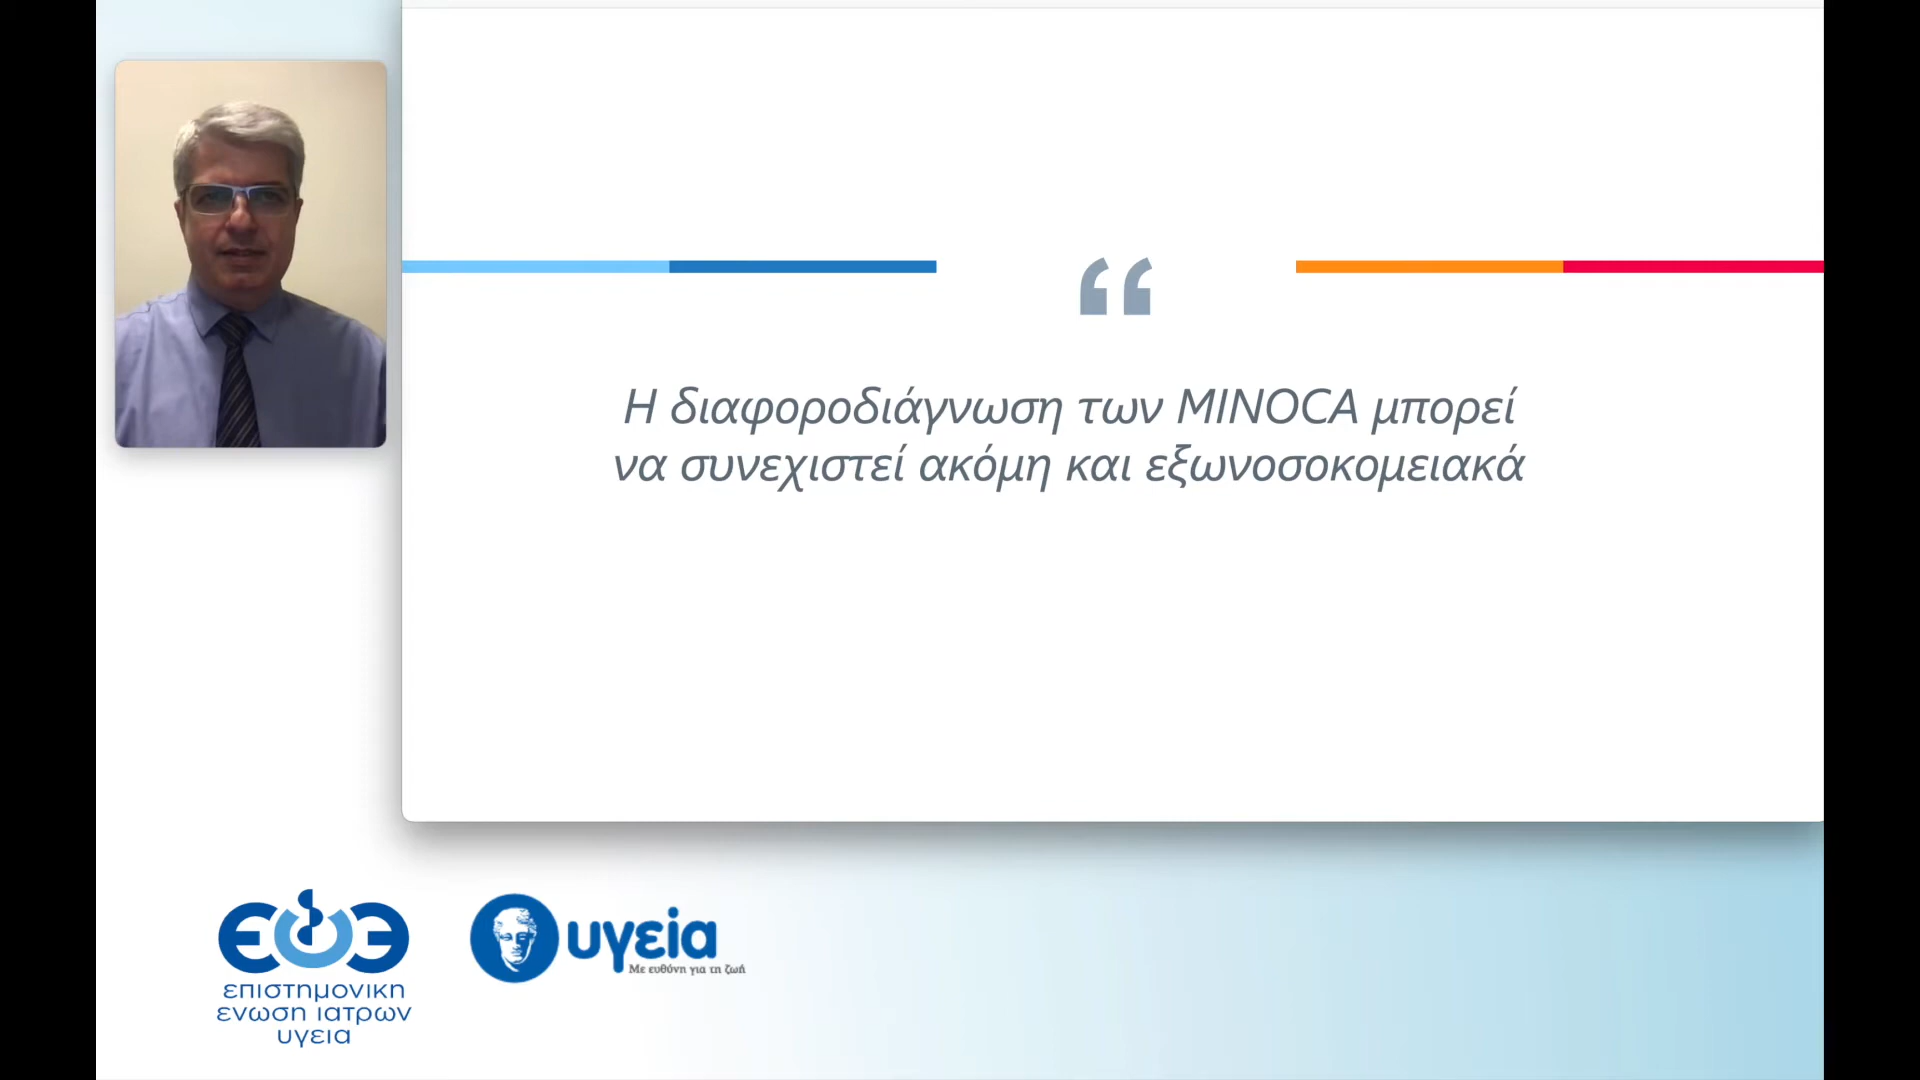 “
Η διαφοροδιάγνωση των MINOCA μπορεί
να συνεχιστεί ακόμη και εξωνοσοκομειακά
επιστημονικη
ενωση ιατρων
υγεια
υγεία
Με ευθύνη για τη ζωή